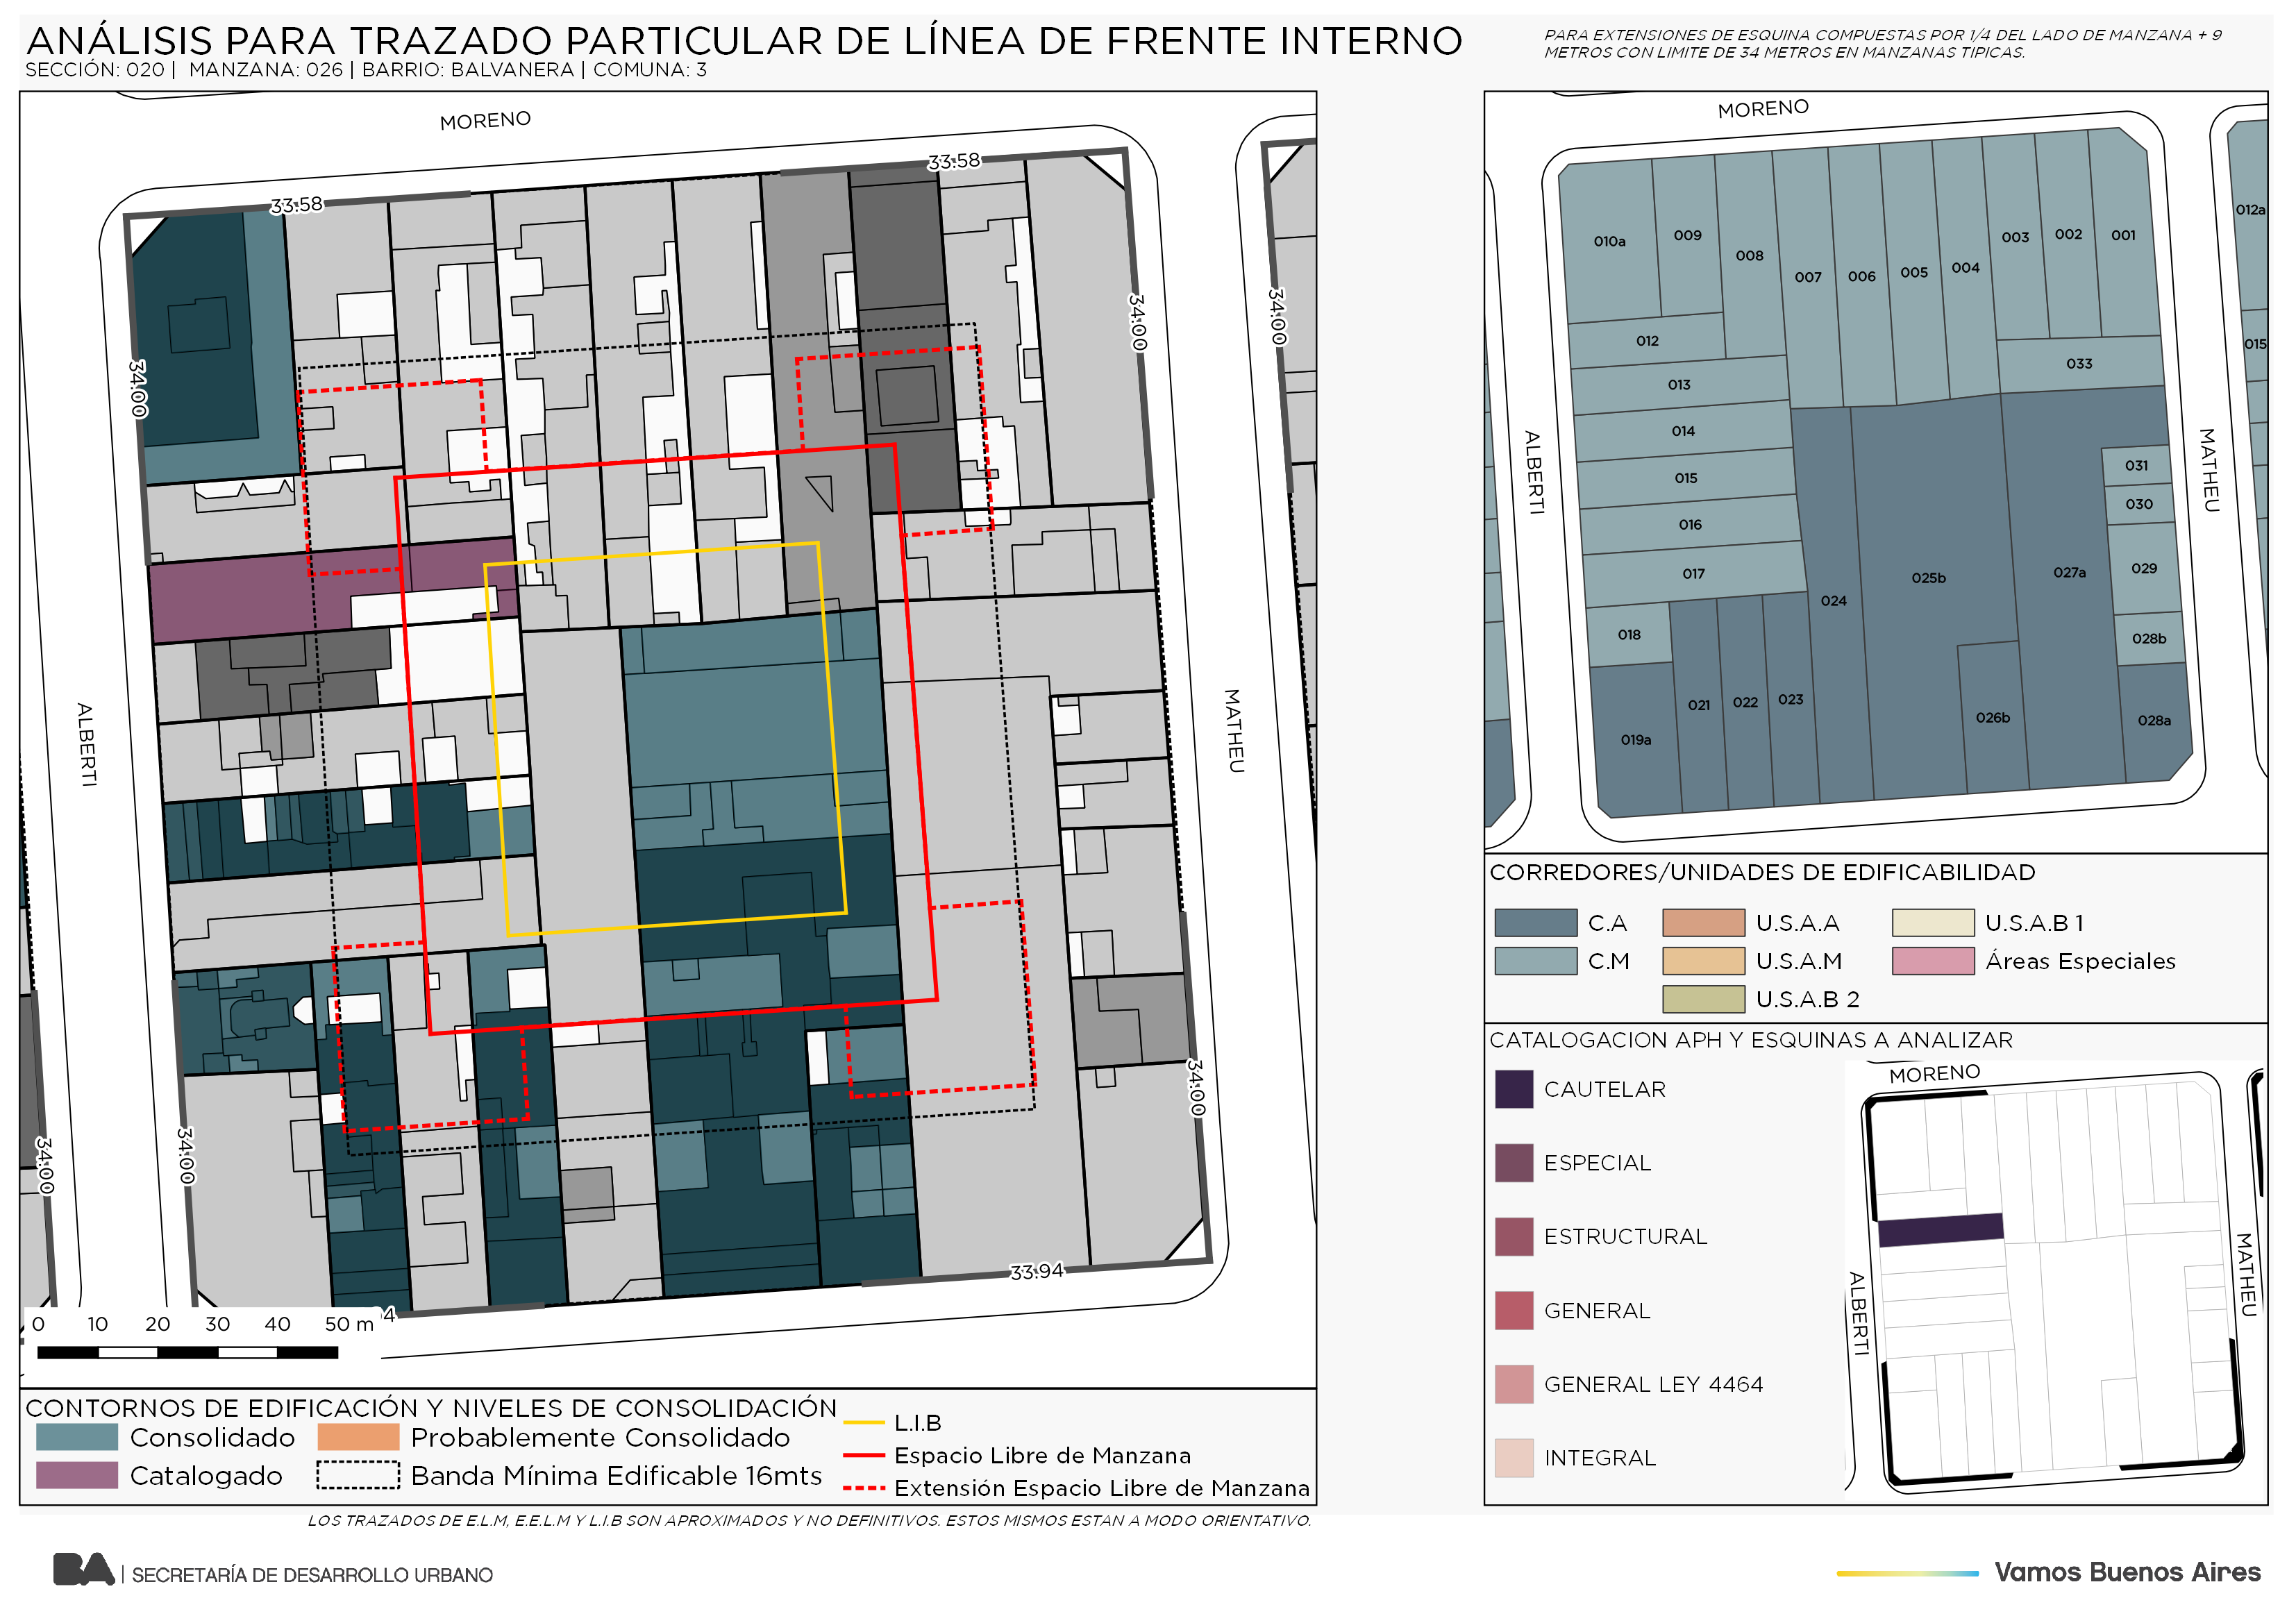 ANÁLISIS PARA TRAZADO PARTICULAR DE LÍNEA DE FRENTE INTERNO
SECCIÓN: 020 | MANZANA: 026 | BARRIO: BALVANERA | COMUNA: 3
PARA EXTENSIONES DE ESQUINA COMPUESTAS POR 1/4 DEL LADO DE MANZANA + 9
METROS CON LIMITE DE 34 METROS EN MANZANAS TIPICAS.
MORENO
33.58
33.58
34.00
34.00
34.00
ALBERTI
MATHEU
34.00
34.00
34.00
33.94
4
0 10 20 30 40 50 m
CONTORNOS DE EDIFICACIÓN Y NIVELES DE CONSOLIDACIÓN
Consolidado
Probablemente Consolidado
Catalogado
Banda Mínima Edificable 16mts
L.I.B
Espacio Libre de Manzana
Extensión Espacio Libre de Manzana
MORENO
010a
009
008
007
006
005
004
003
002
001
012a
012
013
014
015
016
017
018
019a
021
022
023
024
025b
026b
027a
033
031
030
029
028b
028a
015
ALBERTI
MATHEU
CORREDORES/UNIDADES DE EDIFICABILIDAD
C.A
U.S.A.A
U.S.A.B 1
C.M
U.S.A.M
Áreas Especiales
U.S.A.B 2
CATALOGACION APH Y ESQUINAS A ANALIZAR
CAUTELAR
ESPECIAL
ESTRUCTURAL
GENERAL
GENERAL LEY 4464
INTEGRAL
MORENO
ALBERTI
MATHEU
LOS TRAZADOS DE E.L.M, E.E.L.M Y L.I.B SON APROXIMADOS Y NO DEFINITIVOS. ESTOS MISMOS ESTAN A MODO ORIENTATIVO.
BA | SECRETARÍA DE DESARROLLO URBANO
Vamos Buenos Aires